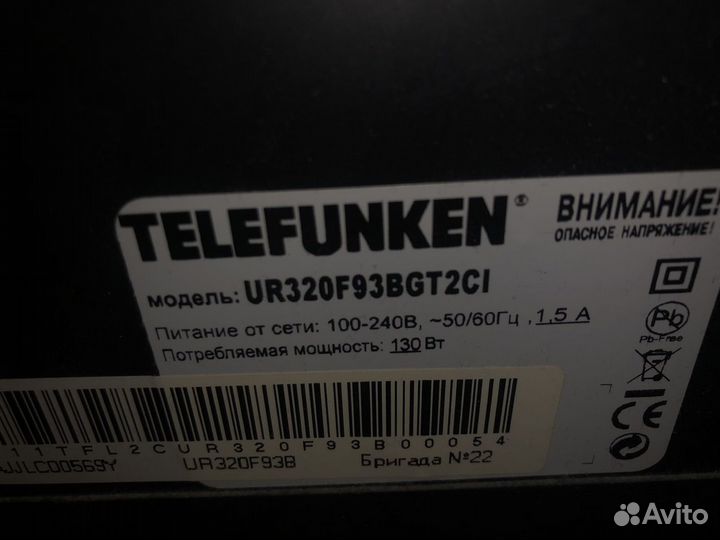 TELEFUNKEN®
ВНИМАНИЕ!
ОПАСНОЕ НАПРЯЖЕНИЕ!
модель: UR320F93BGT2CI
Питание от сети: 100-240В, ~50/60Гц ,1,5 А
Потребляемая мощность: 130 Вт
Pb
Pb-Free
CE
11TFL2CUR320F93B00054
JJLC00569Y UR320F93B Бригада №22
Avito